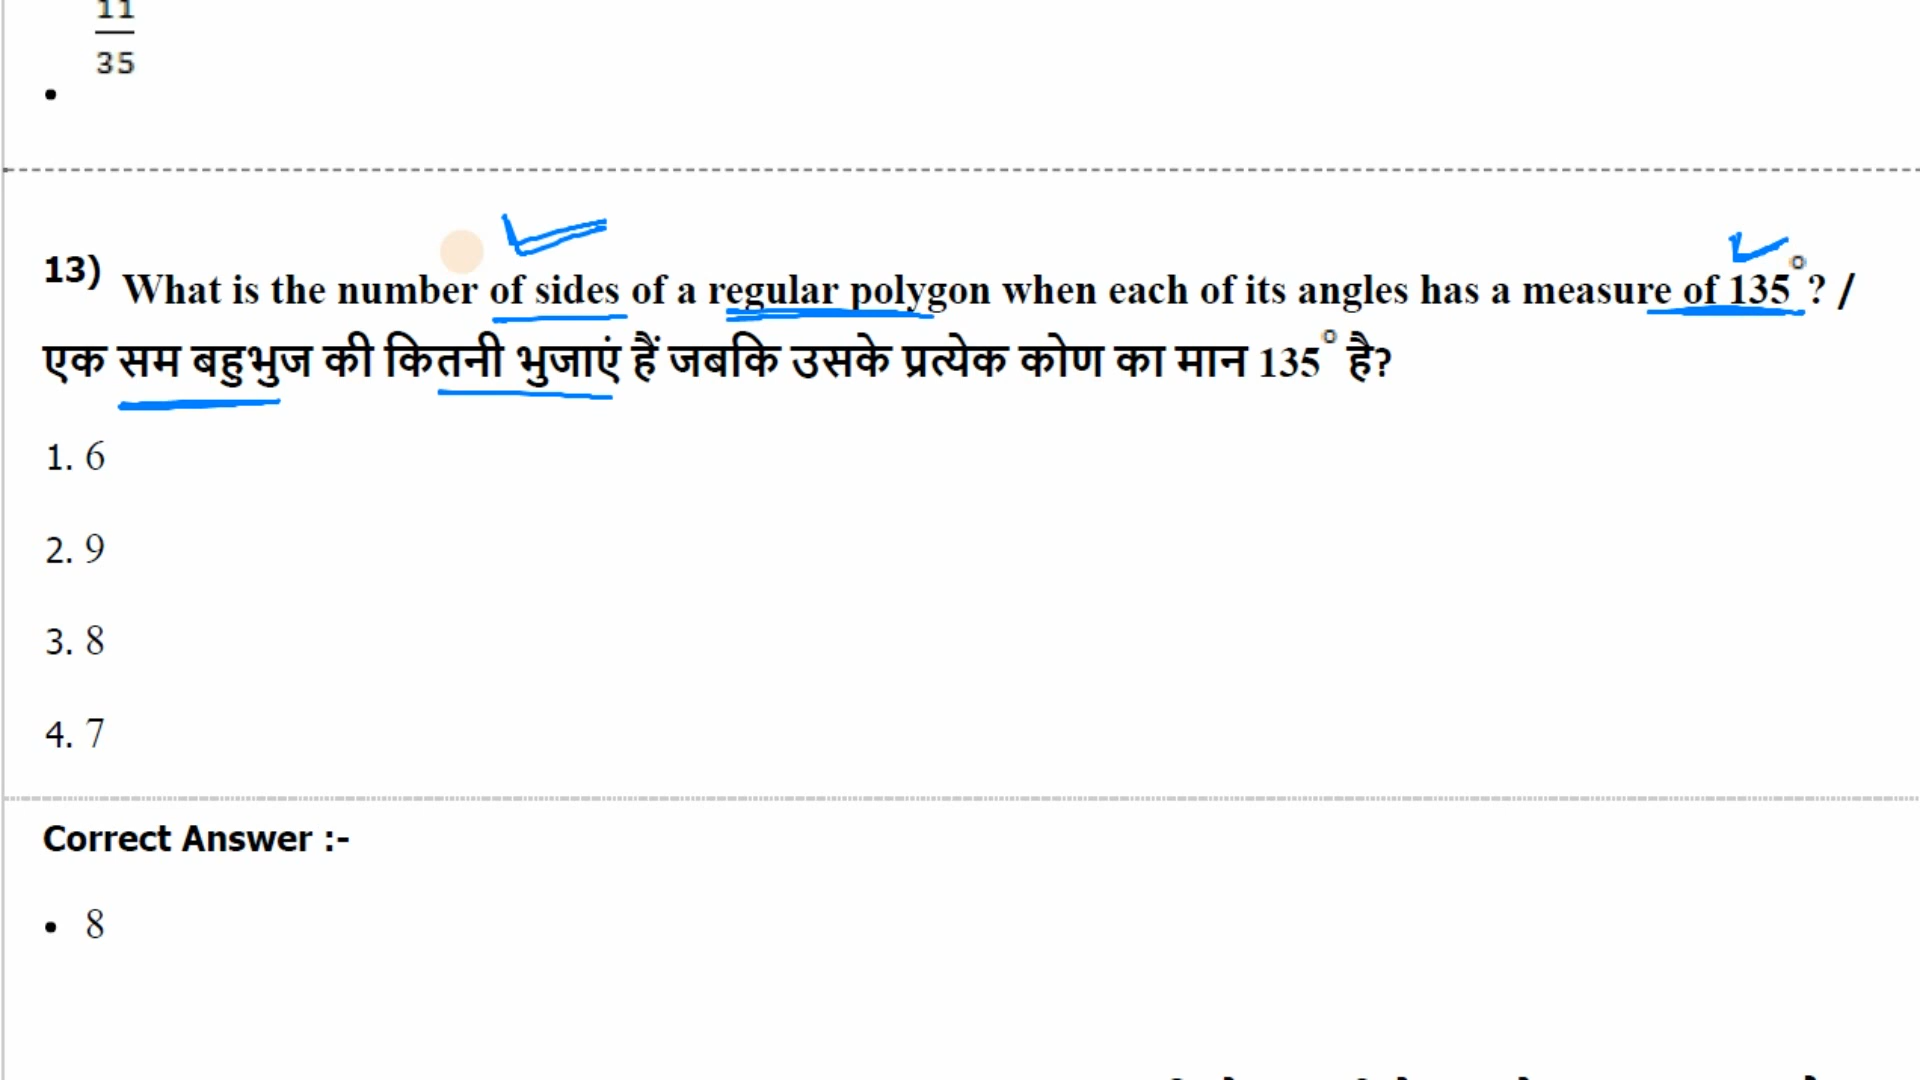 11
35
13) What is the number of sides of a regular polygon when each of its angles has a measure of 135°? /
एक सम बहुभुज की कितनी भुजाएं हैं जबकि उसके प्रत्येक कोण का मान 135° है?
1. 6
2. 9
3. 8
4. 7
Correct Answer :-
• 8